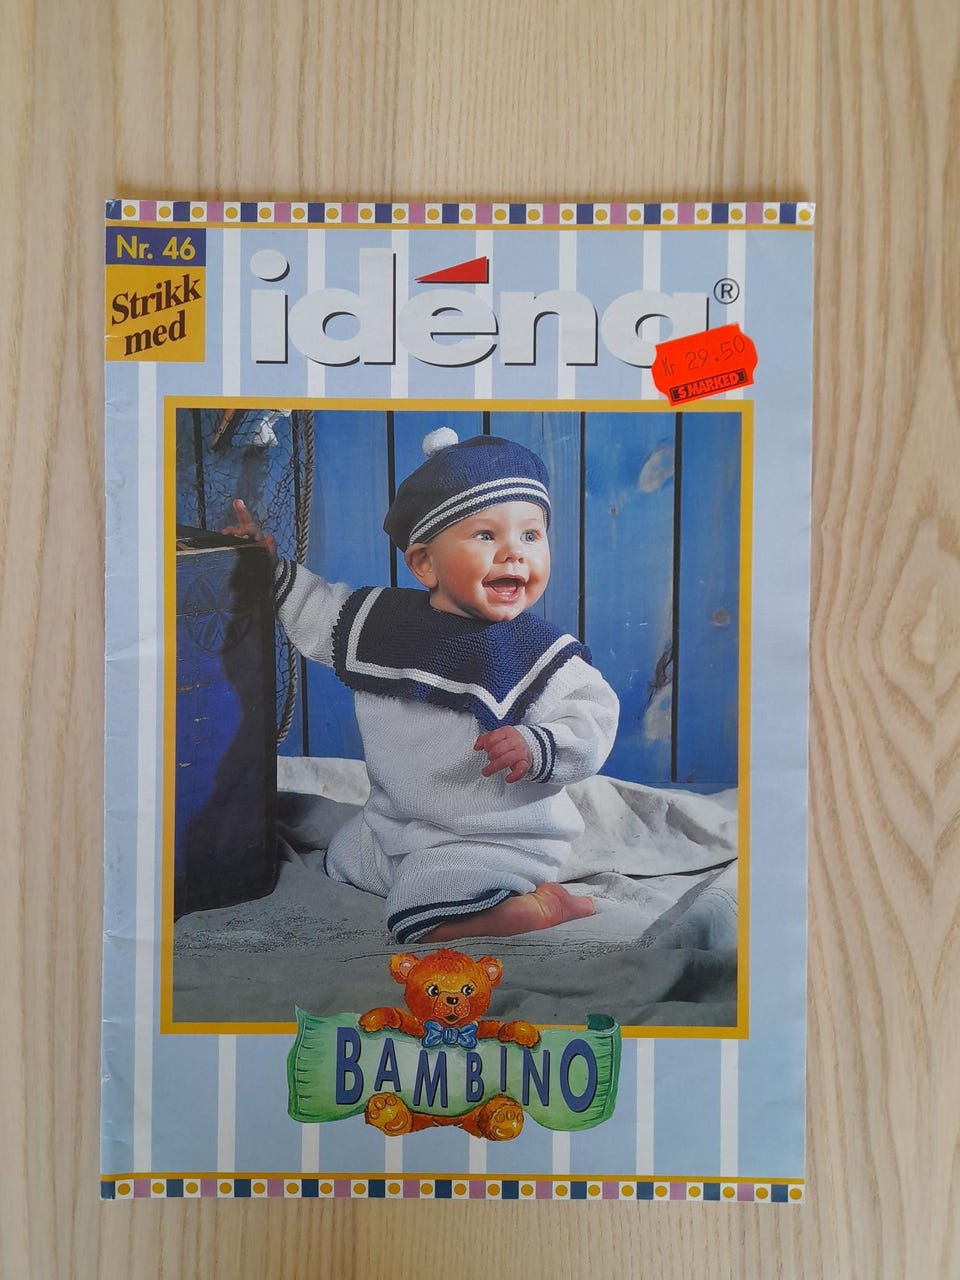 Nr. 46
Strikk
med
idéna®
Kr 29.50
S MARKED
BAMBINO